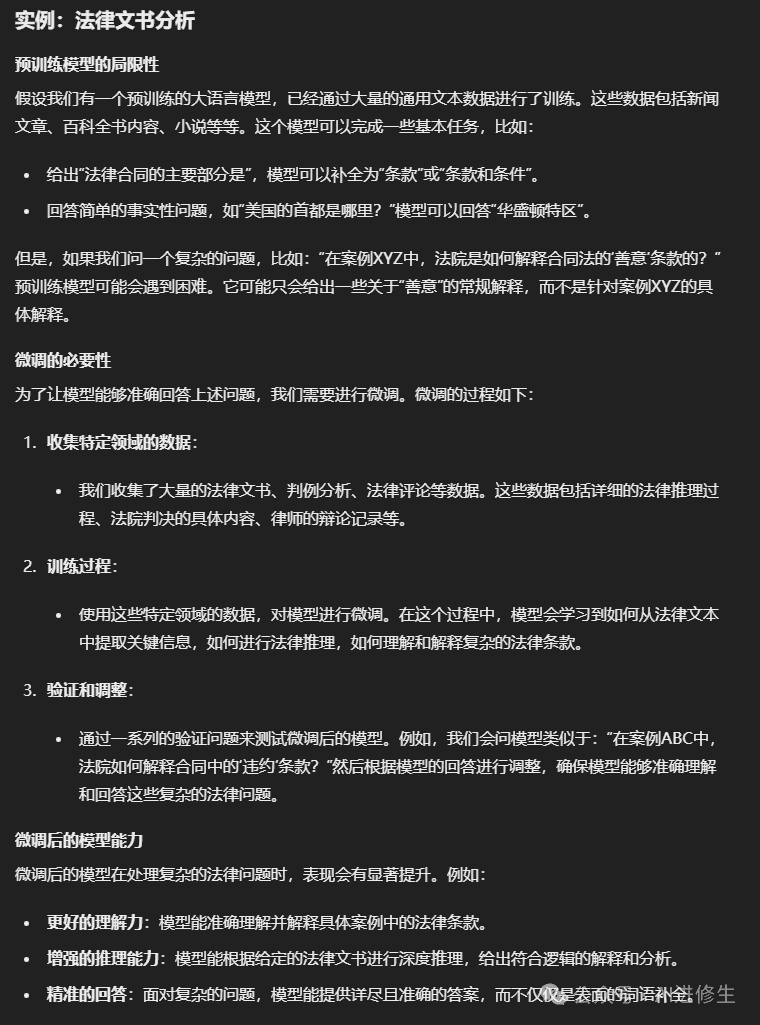 实例：法律文书分析
预训练模型的局限性
假设我们有一个预训练的大语言模型，已经通过大量的通用文本数据进行了训练。这些数据包括新闻
文章、百科全书内容、小说等等。这个模型可以完成一些基本任务，比如：
• 给出"法律合同的主要部分是"，模型可以补全为"条款"或"条款和条件"。
• 回答简单的事实性问题，如"美国的首都是哪里？"模型可以回答"华盛顿特区"。
但是，如果我们问一个复杂的问题，比如："在案例XYZ中，法院是如何解释合同法的'善意'条款的？"
预训练模型可能会遇到困难。它可能只会给出一些关于"善意"的常规解释，而不是针对案例XYZ的具
体解释。
微调的必要性
为了让模型能够准确回答上述问题，我们需要进行微调。微调的过程如下：
1. 收集特定领域的数据：
• 我们收集了大量的法律文书、判例分析、法律评论等数据。这些数据包括详细的法律推理过
程、法院判决的具体内容、律师的辩论记录等。
2. 训练过程：
• 使用这些特定领域的数据，对模型进行微调。在这个过程中，模型会学习到如何从法律文本
中提取关键信息，如何进行法律推理，如何理解和解释复杂的法律条款。
3. 验证和调整：
• 通过一系列的验证问题来测试微调后的模型。例如，我们会问模型类似于："在案例ABC中，
法院如何解释合同中的'违约'条款？"然后根据模型的回答进行调整，确保模型能够准确理解
和回答这些复杂的法律问题。
微调后的模型能力
微调后的模型在处理复杂的法律问题时，表现会有显著提升。例如：
• 更好的理解力：模型能准确理解并解释具体案例中的法律条款。
• 增强的推理能力：模型能根据给定的法律文书进行深度推理，给出符合逻辑的解释和分析。
• 精准的回答：面对复杂的问题，模型能提供详尽且准确的答案，而不仅仅是表面的词语补全。
公众号
进修生